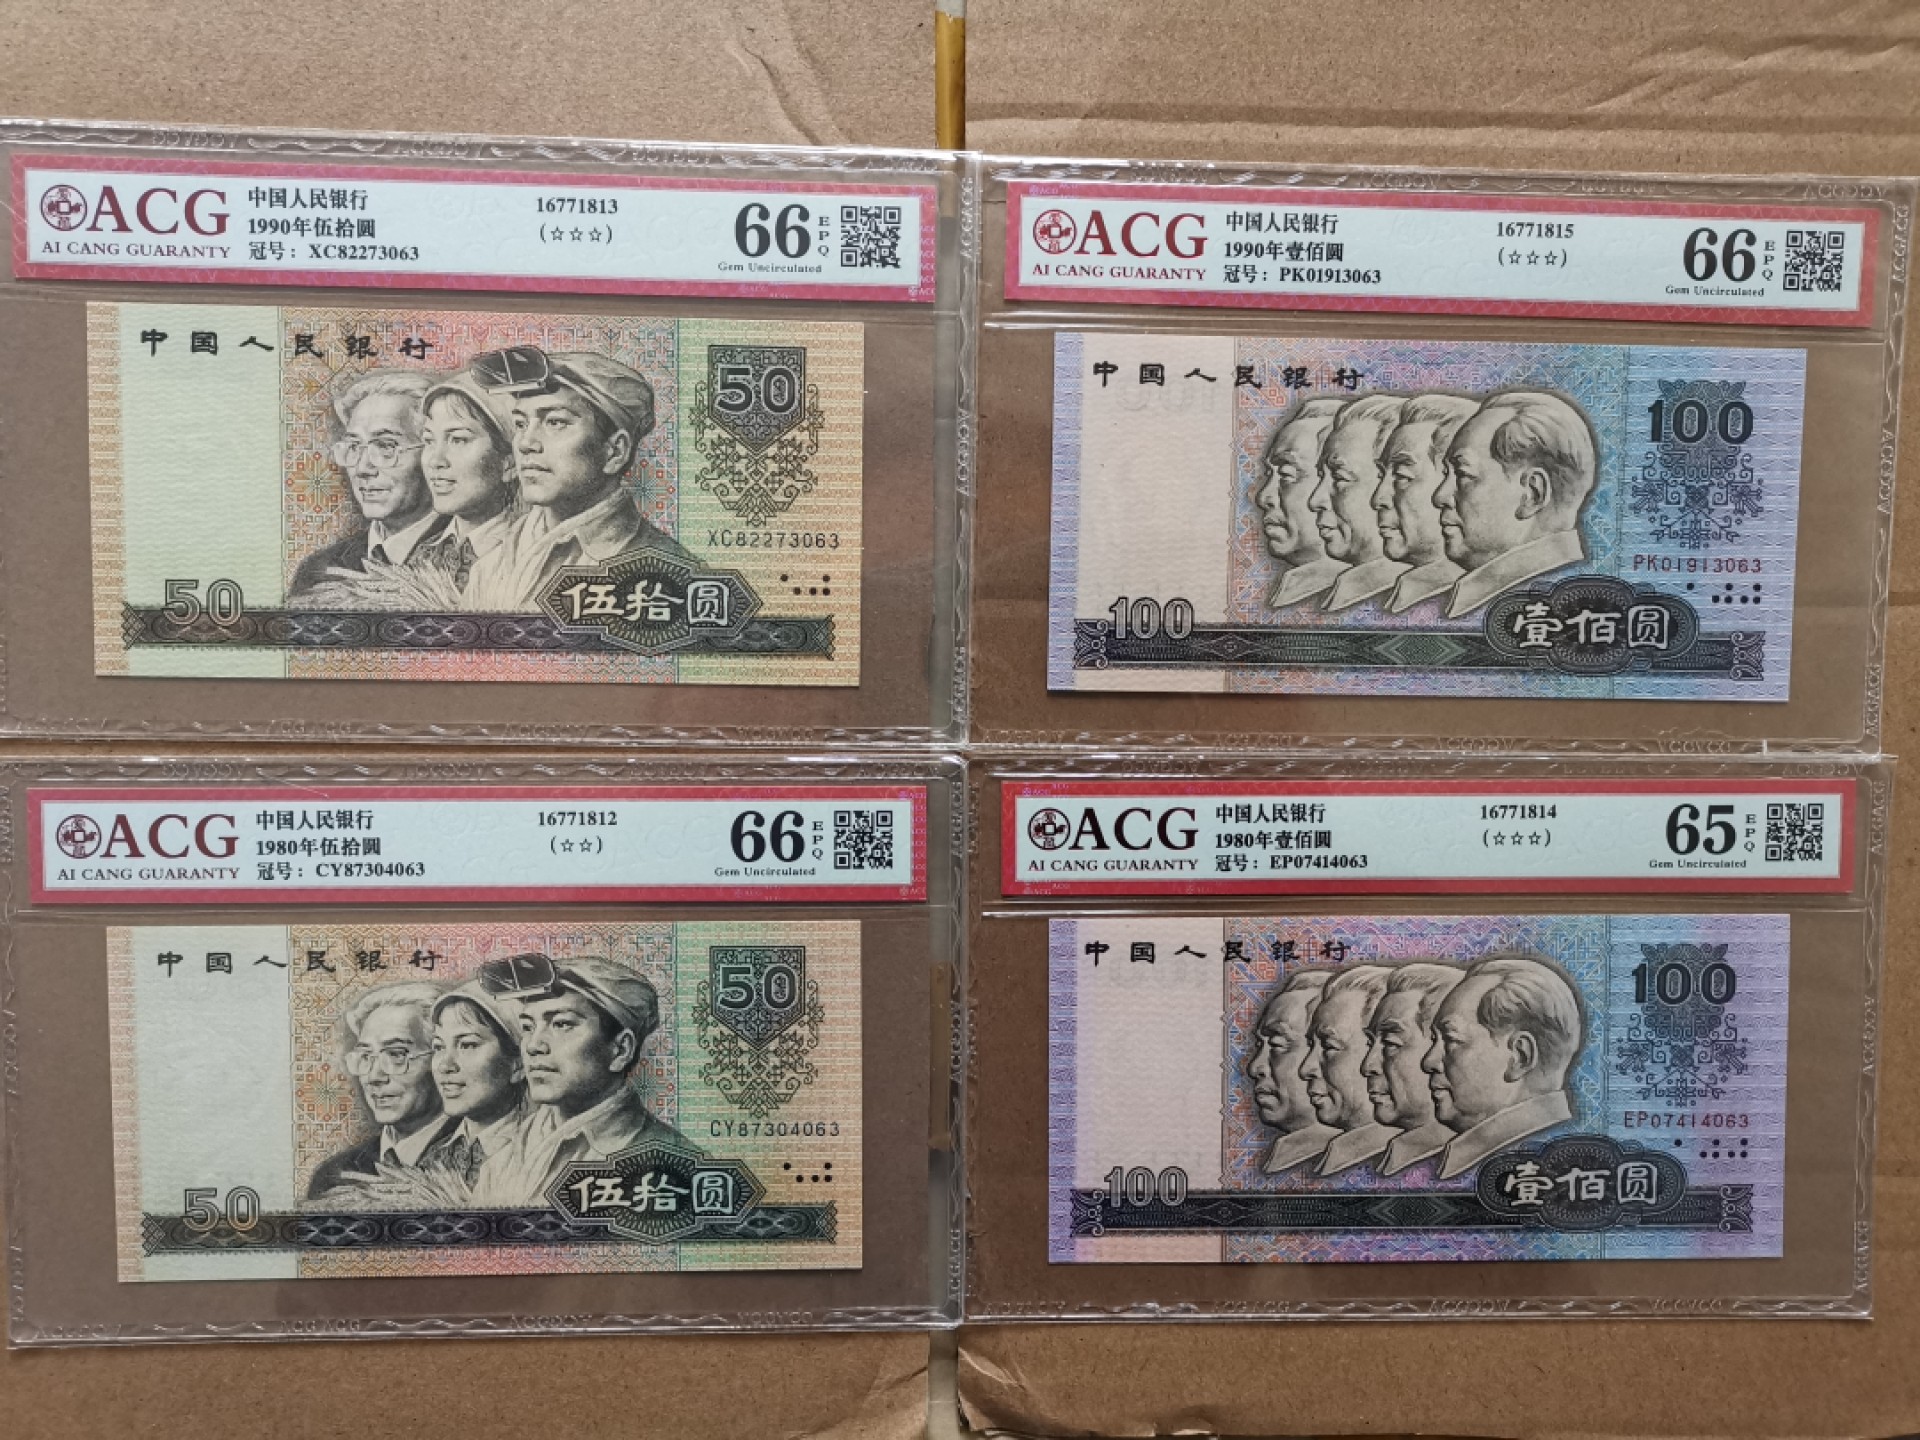 ACG
AI CANG GUARANTY
中国人民银行
1990年伍拾圆
冠号：XC82273063
16771813
(☆☆☆)
66
EPQ
Gem Uncirculated
中国人民银行
50
XC82273063
50
伍拾圆
ACG
AI CANG GUARANTY
中国人民银行
1990年壹佰圆
冠号：PK01913063
16771815
(☆☆☆)
66
EPQ
Gem Uncirculated
中国人民银行
100
PK01913063
100
壹佰圆
ACG
AI CANG GUARANTY
中国人民银行
1980年伍拾圆
冠号：CY87304063
16771812
(☆☆)
66
EPQ
Gem Uncirculated
中国人民银行
50
CY87304063
50
伍拾圆
ACG
AI CANG GUARANTY
中国人民银行
1980年壹佰圆
冠号：EP07414063
16771814
(☆☆☆)
65
EPQ
Gem Uncirculated
中国人民银行
100
EP07414063
100
壹佰圆